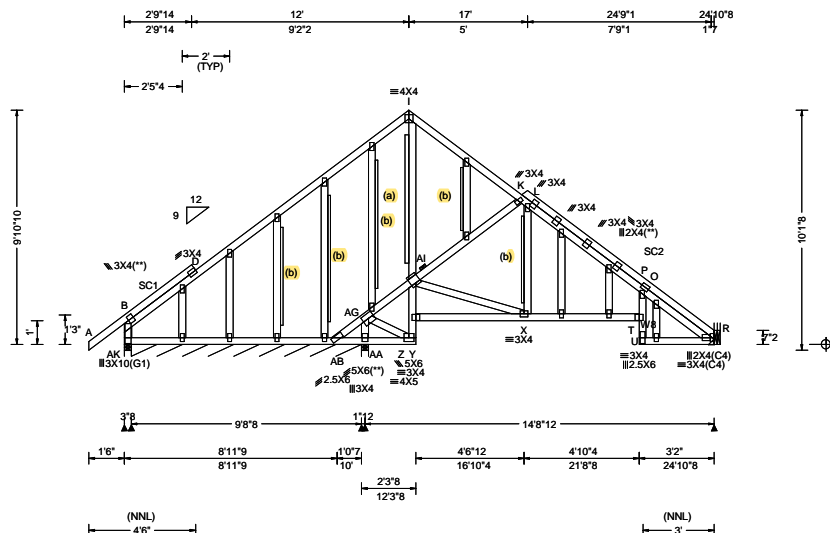 2'9"14 12' 17' 24'9"1 24'10"8
2'9"14 9'2"2 5' 7'9"1 1"7
2'
(TYP)
2'5"4
≡4X4
I
9'10"10
10'1"8
12
9
(a)
(b)
(b)
(b)
(b)
(b)
K
3X4
L
3X4
3X4
3X4
3X4
2X4(**)
SC2
P O
3X4
D
3X4(**)
SC1
B
A
1'
1'3"
AI
AG
AK
3X10(G1)
AB
AA
Z Y
2.5X6
5X6(**)
3X4
5X6
≡3X4
≡4X5
X
≡3X4
T
W8
U
R
7"2
≡3X4
2.5X6
2X4(C4)
≡3X4(C4)
3"8
9'8"8
1"12
14'8"12
1'6"
8'11"9
8'11"9
1'0"7
10'
4'6"12
16'10"4
4'10"4
21'8"8
3'2"
24'10"8
2'3"8
12'3"8
(NNL)
4'6"
(NNL)
3'